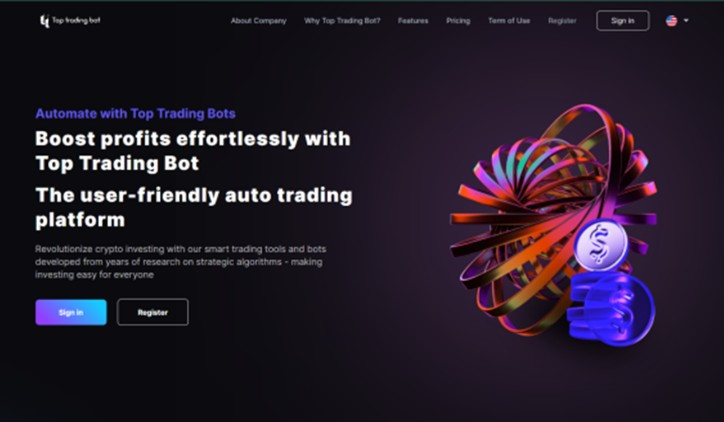 Top trading bot
About Company
Why Top Trading Bot?
Features
Pricing
Term of Use
Register
Sign in
Automate with Top Trading Bots
Boost profits effortlessly with
Top Trading Bot
The user-friendly auto trading
platform
Revolutionize crypto investing with our smart trading tools and bots
developed from years of research on strategic algorithms - making
investing easy for everyone
Sign in
Register
$